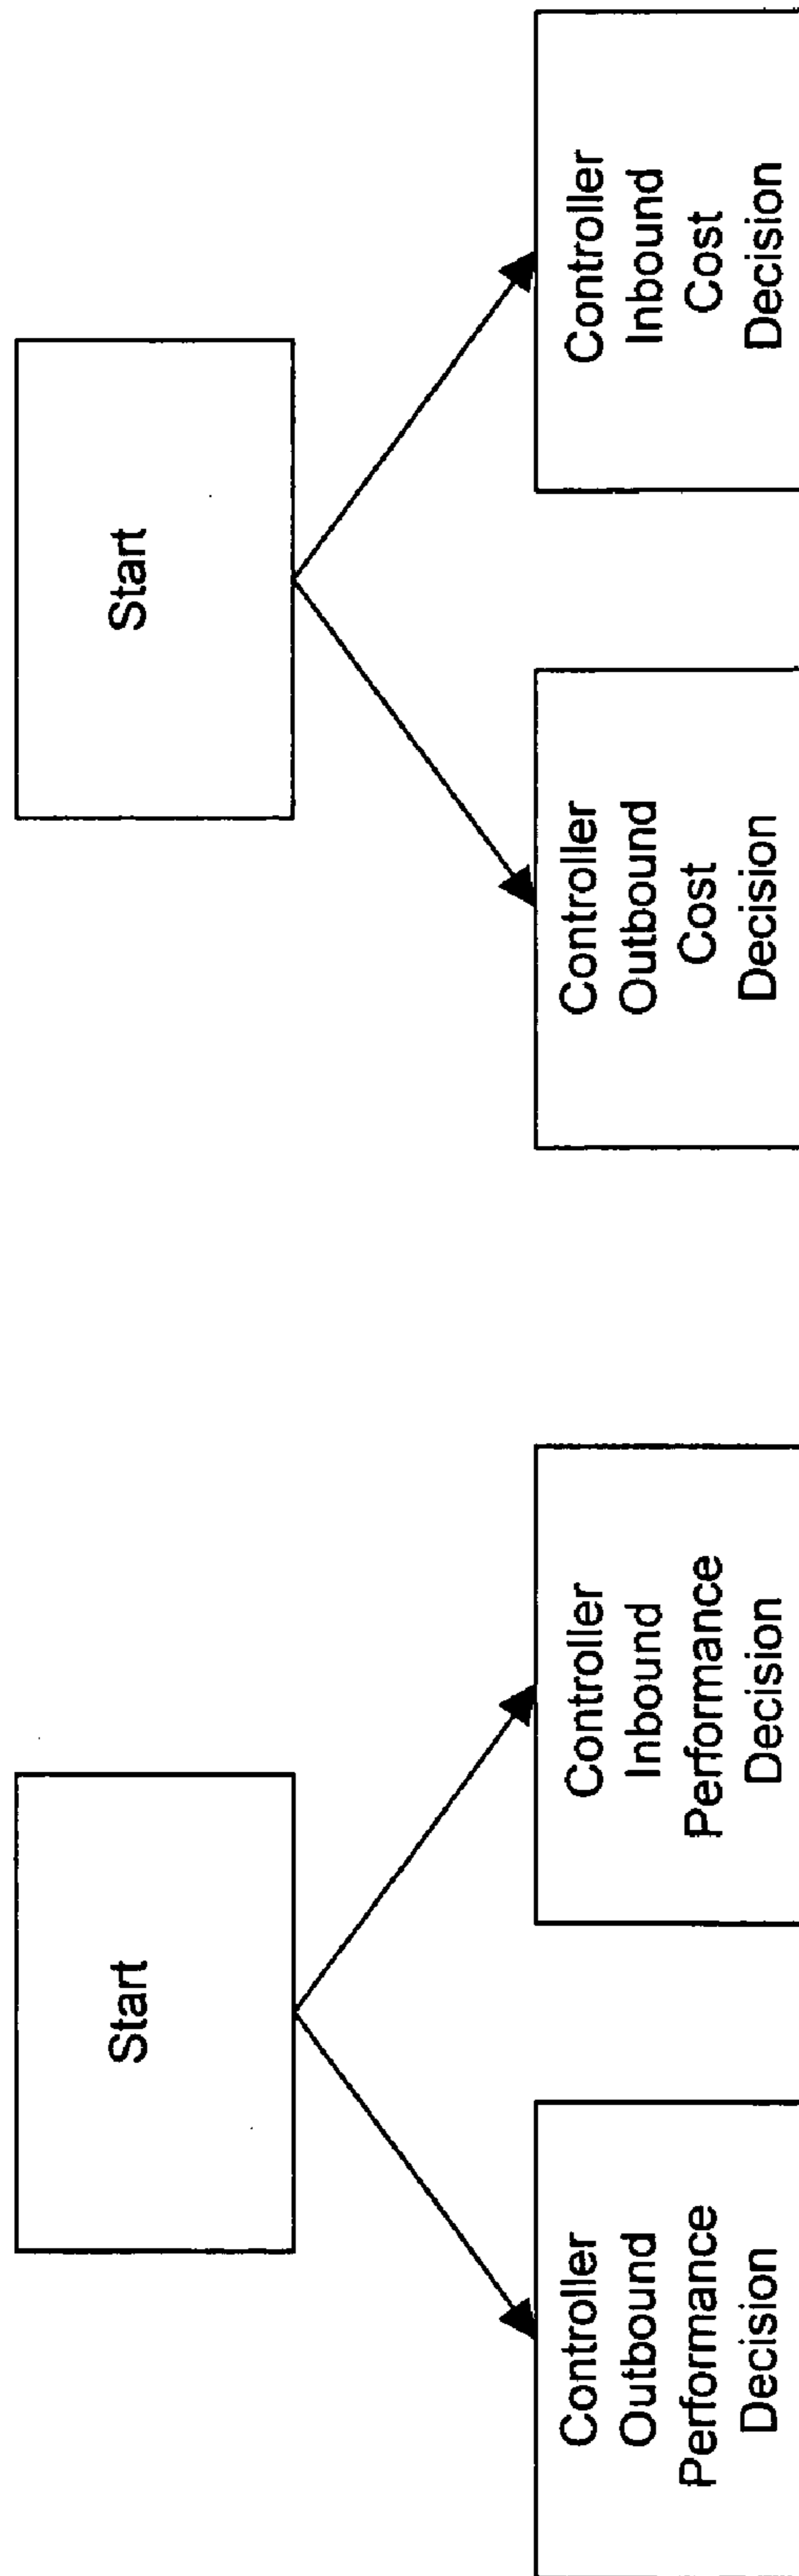 Start
Start
Controller
Outbound
Performance
Decision
Controller
Inbound
Performance
Decision
Controller
Outbound
Cost
Decision
Controller
Inbound
Cost
Decision